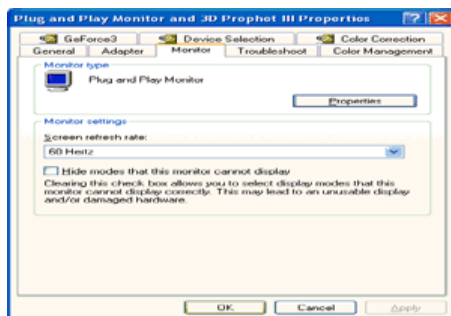 Plug and Play Monitor and 3D Prophet III Properties
GeForce3 Device Selection Color Correction
General Adapter Monitor Troubleshoot Color Management
Monitor type
Plug and Play Monitor
Properties
Monitor settings
Screen refresh rate:
60 Hertz
Hide modes that this monitor cannot display
Clearing this check box allows you to select display modes that this
monitor cannot display correctly. This may lead to an unusable display
and/or damaged hardware.
OK Cancel Apply